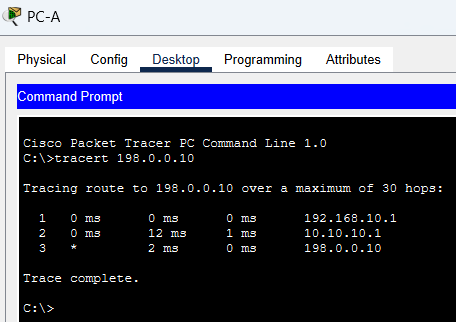 PC-A
Physical Config Desktop Programming Attributes
Command Prompt
Cisco Packet Tracer PC Command Line 1.0
C:\>tracert 198.0.0.10
Tracing route to 198.0.0.10 over a maximum of 30 hops:
1 0 ms 0 ms 0 ms 192.168.10.1
2 0 ms 12 ms 1 ms 10.10.10.1
3 * 2 ms 0 ms 198.0.0.10
Trace complete.
C:\>